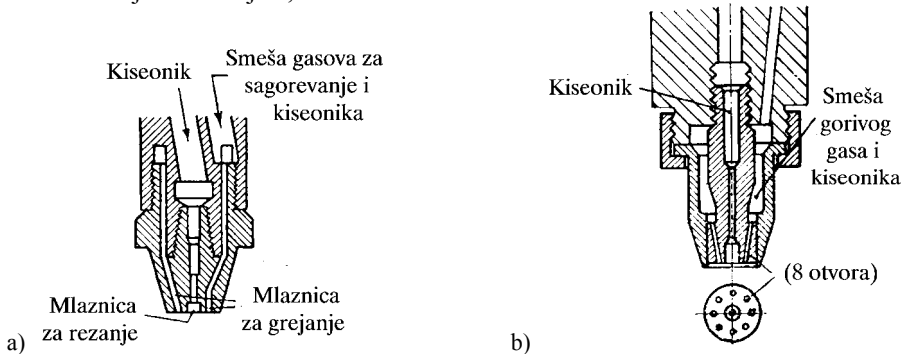 Kiseonik
Smeša gasova za
sagorevanje i
kiseonika
Mlaznica
za rezanje
Mlaznica
za grejanje
a)
Kiseonik
Smeša
gorivog
gasa i
kiseonika
(8 otvora)
b)